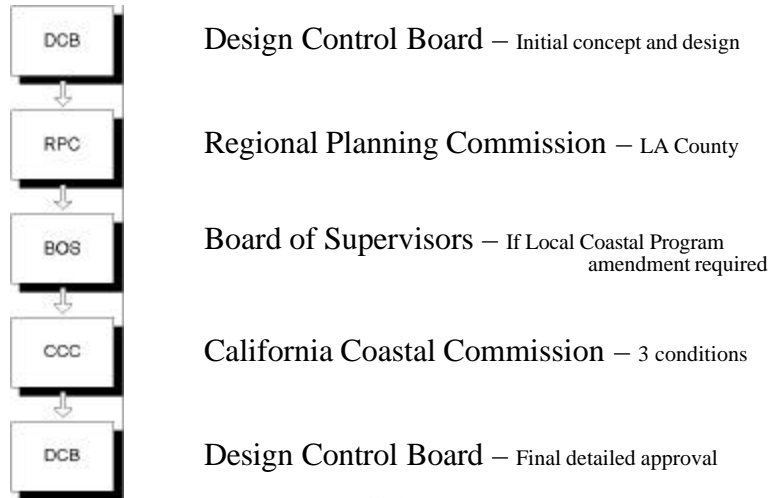 DCB
Design Control Board – Initial concept and design
RPC
Regional Planning Commission – LA County
BOS
Board of Supervisors – If Local Coastal Program
amendment required
CCC
California Coastal Commission – 3 conditions
DCB
Design Control Board – Final detailed approval